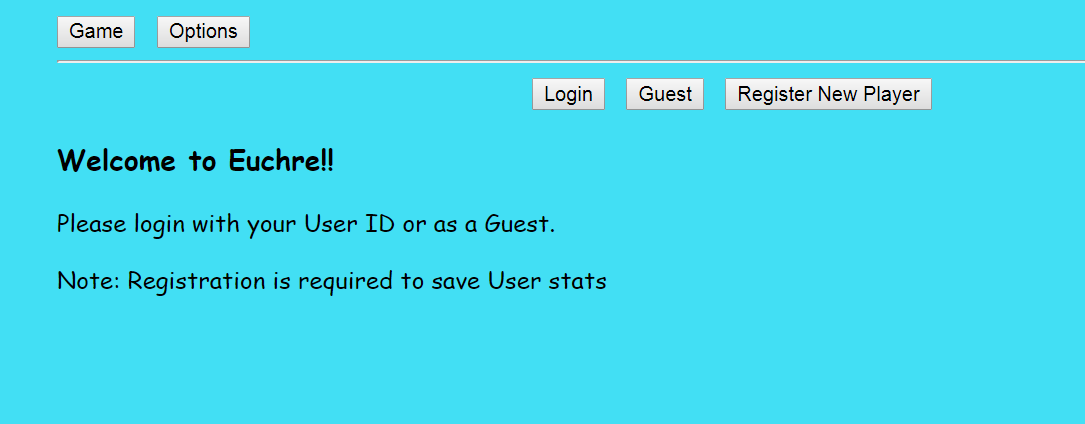 Game Options
Login Guest Register New Player
Welcome to Euchre!!
Please login with your User ID or as a Guest.
Note: Registration is required to save User stats